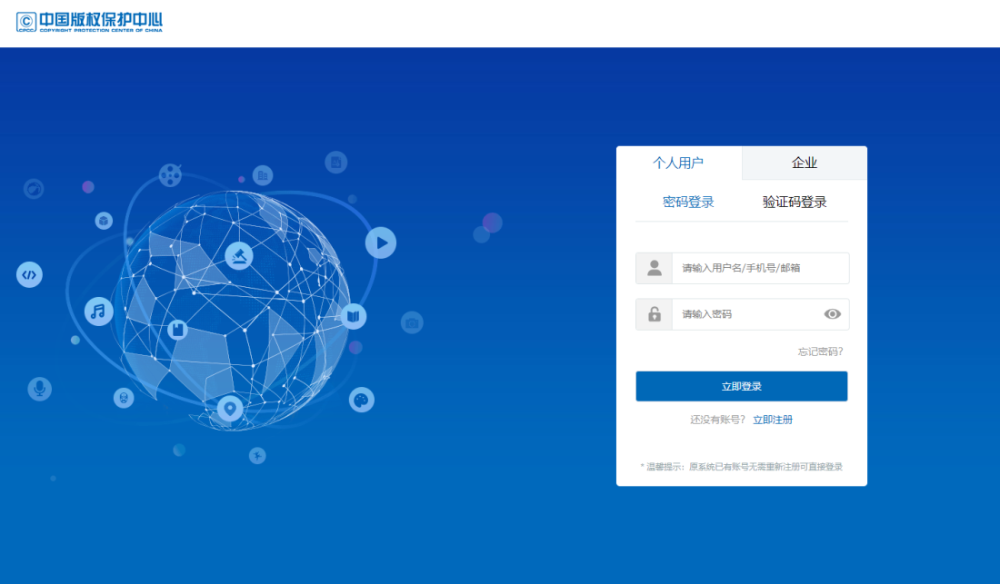 中国版权保护中心
CPCC COPYRIGHT PROTECTION CENTER OF CHINA
个人用户 企业
密码登录 验证码登录
请输入用户名/手机号/邮箱
请输入密码
忘记密码?
立即登录
还没有账号? 立即注册
* 温馨提示：原系统已有账号无需重新注册可直接登录